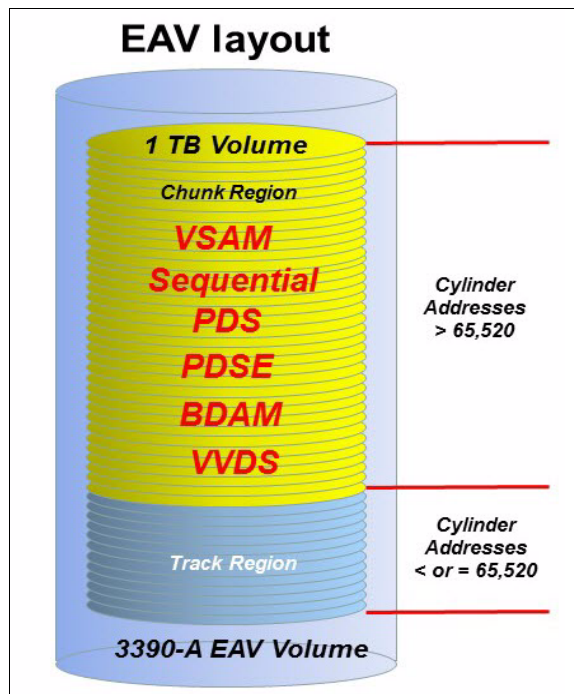 EAV layout
1 TB Volume
Chunk Region
VSAM
Sequential
PDS
PDSE
BDAM
VVDS
Cylinder
Addresses
> 65,520
Track Region
Cylinder
Addresses
< or = 65,520
3390-A EAV Volume